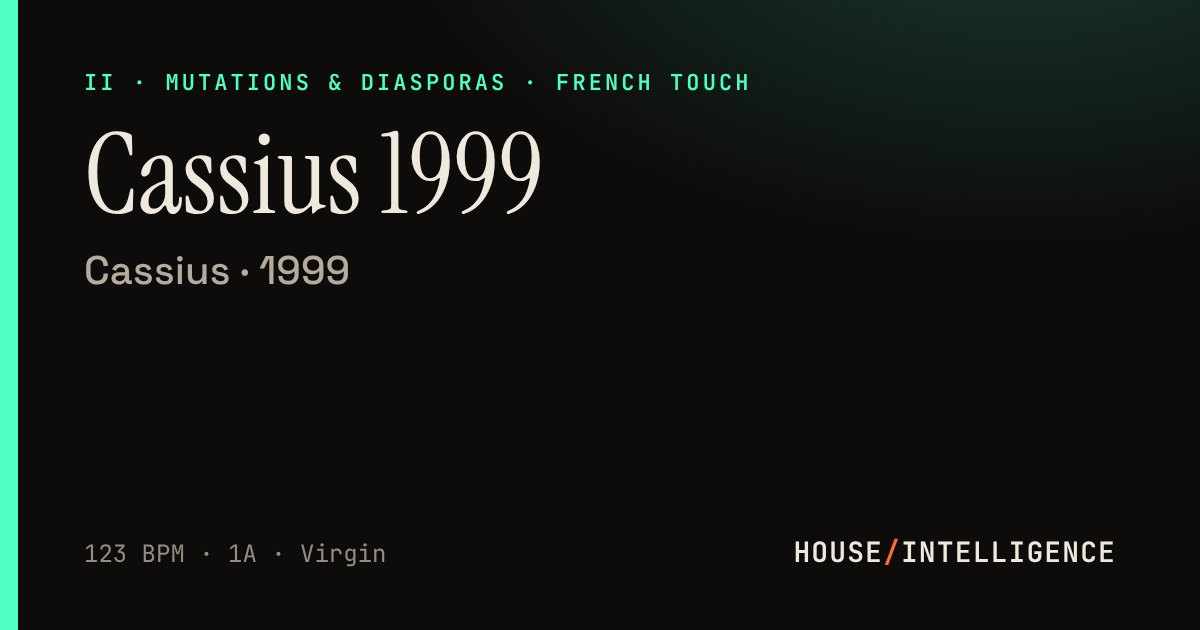 II · MUTATIONS & DIASPORAS · FRENCH TOUCH
Cassius 1999
Cassius · 1999
123 BPM · 1A · Virgin
HOUSE/INTELLIGENCE